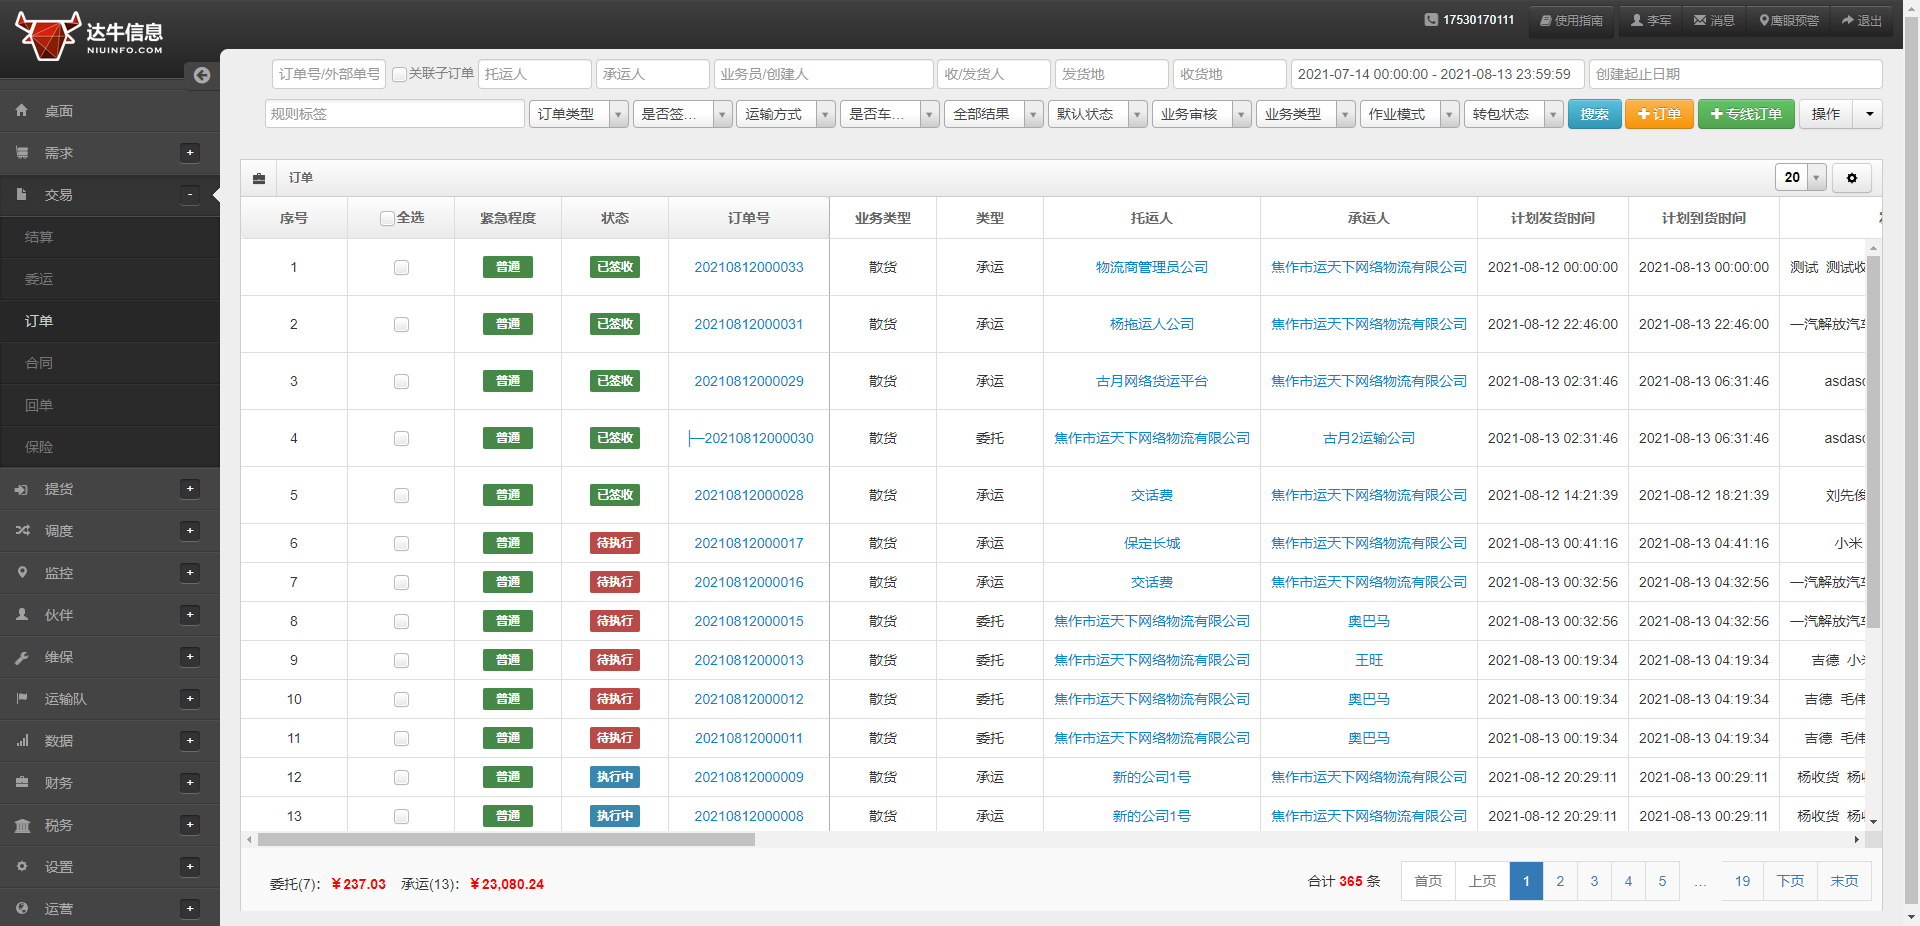 达牛信息
NIUINFO.COM
17530170111 使用指南 李军 消息 鹰眼预警 退出
订单号/外部单号 关联子订单 托运人 承运人 业务员/创建人 收/发货人 发货地 收货地 2021-07-14 00:00:00 - 2021-08-13 23:59:59 创建起止日期
规则标签 订单类型 是否签... 运输方式 是否车... 全部结果 默认状态 业务审核 业务类型 作业模式 转包状态 搜索 订单 专线订单 操作
桌面
需求 +
交易 -
结算
委运
订单
合同
回单
保险
提货 +
调度 +
监控 +
伙伴 +
维保 +
运输队 +
数据 +
财务 +
税务 +
设置 +
运营 +
订单 20
序号 全选 紧急程度 状态 订单号 业务类型 类型 托运人 承运人 计划发货时间 计划到货时间
1 普通 已签收 20210812000033 散货 承运 物流商管理员公司 焦作市运天下网络物流有限公司 2021-08-12 00:00:00 2021-08-13 00:00:00 测试 测试收
2 普通 已签收 20210812000031 散货 承运 杨拖运人公司 焦作市运天下网络物流有限公司 2021-08-12 22:46:00 2021-08-13 22:46:00 一汽解放汽车
3 普通 已签收 20210812000029 散货 承运 古月网络货运平台 焦作市运天下网络物流有限公司 2021-08-13 02:31:46 2021-08-13 06:31:46 asdasd
4 普通 已签收 ├─20210812000030 散货 委托 焦作市运天下网络物流有限公司 古月2运输公司 2021-08-13 02:31:46 2021-08-13 06:31:46 asdasd
5 普通 已签收 20210812000028 散货 承运 交话费 焦作市运天下网络物流有限公司 2021-08-12 14:21:39 2021-08-12 18:21:39 刘先俊
6 普通 待执行 20210812000017 散货 承运 保定长城 焦作市运天下网络物流有限公司 2021-08-13 00:41:16 2021-08-13 04:41:16 小米
7 普通 待执行 20210812000016 散货 承运 交话费 焦作市运天下网络物流有限公司 2021-08-13 00:32:56 2021-08-13 04:32:56 一汽解放汽车
8 普通 待执行 20210812000015 散货 委托 焦作市运天下网络物流有限公司 奥巴马 2021-08-13 00:32:56 2021-08-13 04:32:56 一汽解放汽车
9 普通 待执行 20210812000013 散货 委托 焦作市运天下网络物流有限公司 王旺 2021-08-13 00:19:34 2021-08-13 04:19:34 吉德 小米
10 普通 待执行 20210812000012 散货 委托 焦作市运天下网络物流有限公司 奥巴马 2021-08-13 00:19:34 2021-08-13 04:19:34 吉德 毛伟
11 普通 待执行 20210812000011 散货 委托 焦作市运天下网络物流有限公司 奥巴马 2021-08-13 00:19:34 2021-08-13 04:19:34 吉德 毛伟
12 普通 执行中 20210812000009 散货 承运 新的公司1号 焦作市运天下网络物流有限公司 2021-08-12 20:29:11 2021-08-13 00:29:11 杨收货 杨收
13 普通 执行中 20210812000008 散货 承运 新的公司1号 焦作市运天下网络物流有限公司 2021-08-12 20:29:11 2021-08-13 00:29:11 杨收货 杨收
委托(7): ￥237.03 承运(13): ￥23,080.24
合计 365 条 首页 上页 1 2 3 4 5 ... 19 下页 末页